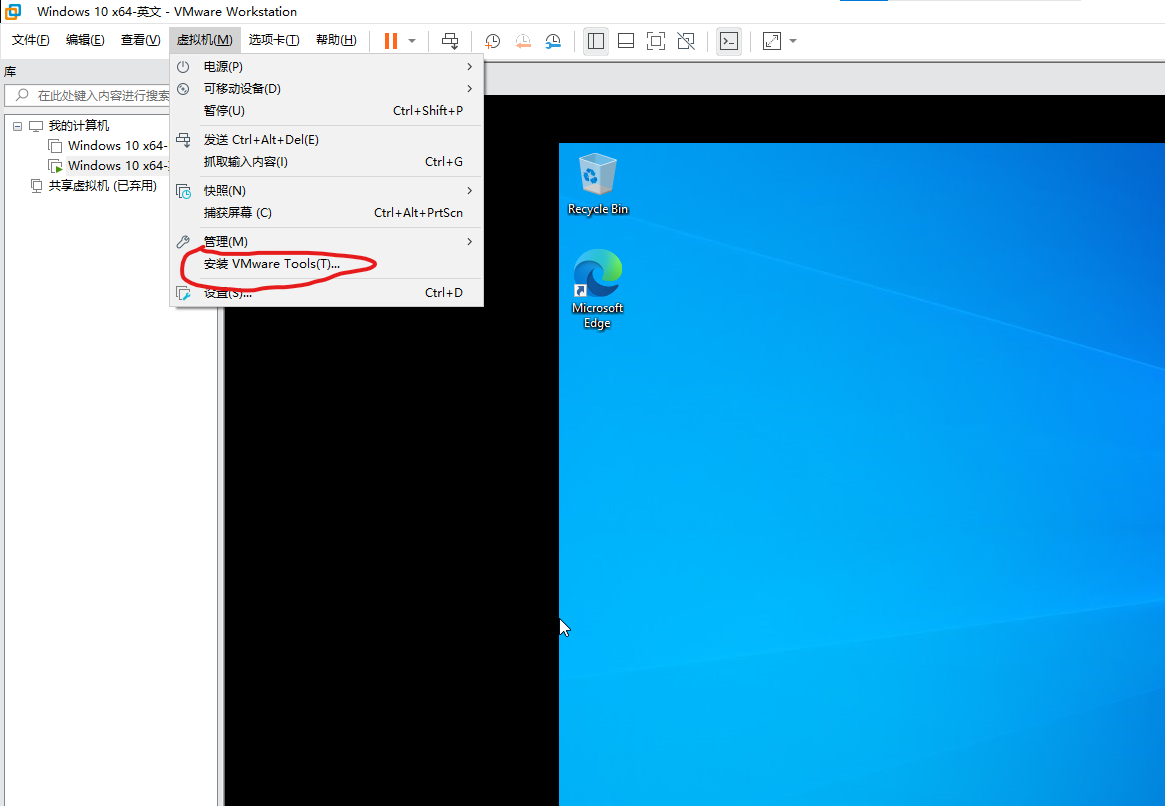 Windows 10 x64-英文 - VMware Workstation
文件(F) 编辑(E) 查看(V) 虚拟机(M) 选项卡(T) 帮助(H)
库
在此处键入内容进行搜索
我的计算机
Windows 10 x64-
Windows 10 x64-
共享虚拟机 (已弃用)
电源(P)
可移动设备(D)
暂停(U) Ctrl+Shift+P
发送 Ctrl+Alt+Del(E)
抓取输入内容(I) Ctrl+G
快照(N)
捕获屏幕 (C) Ctrl+Alt+PrtScn
管理(M)
安装 VMware Tools(T)...
设置(S)... Ctrl+D
Recycle Bin
Microsoft
Edge